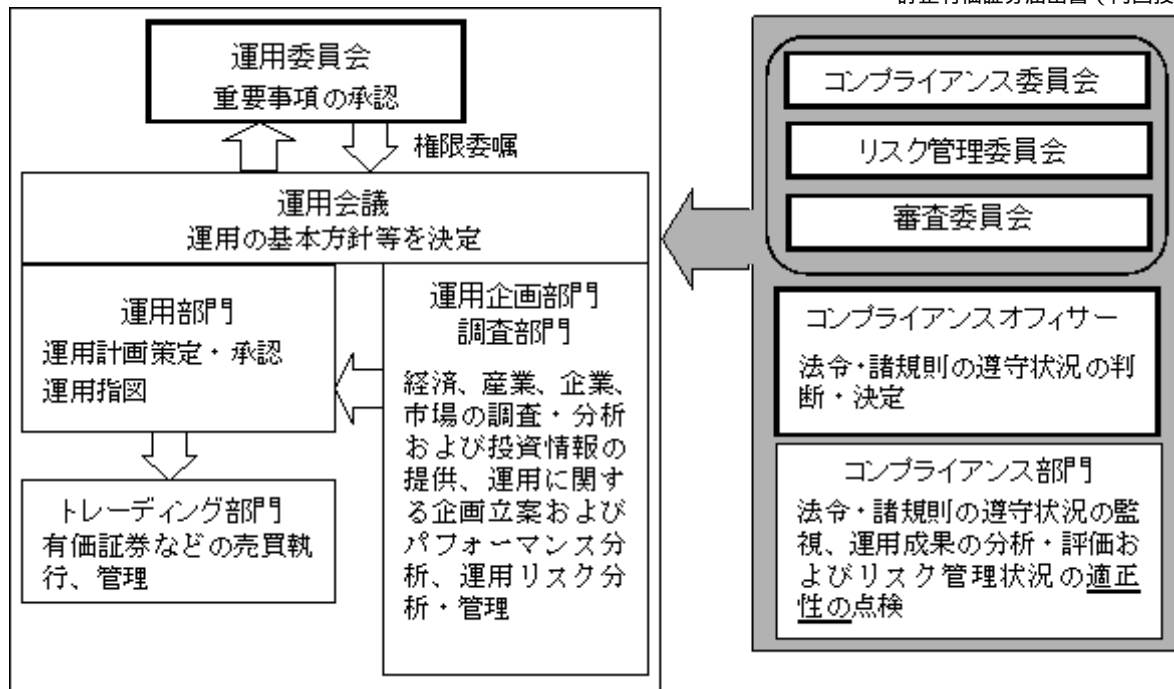 訂正有価証券届出書（内国投
運用委員会
重要事項の承認
権限委嘱
運用会議
運用の基本方針等を決定
運用部門
運用計画策定・承認
運用指図
運用企画部門
調査部門
経済、産業、企業、
市場の調査・分析
および投資情報の
提供、運用に関す
る企画立案および
パフォーマンス分
析、運用リスク分
析・管理
トレーディング部門
有価証券などの売買執
行、管理
コンプライアンス委員会
リスク管理委員会
審査委員会
コンプライアンスオフィサー
法令・諸規則の遵守状況の判
断・決定
コンプライアンス部門
法令・諸規則の遵守状況の監
視、運用成果の分析・評価お
よびリスク管理状況の適正
性の点検